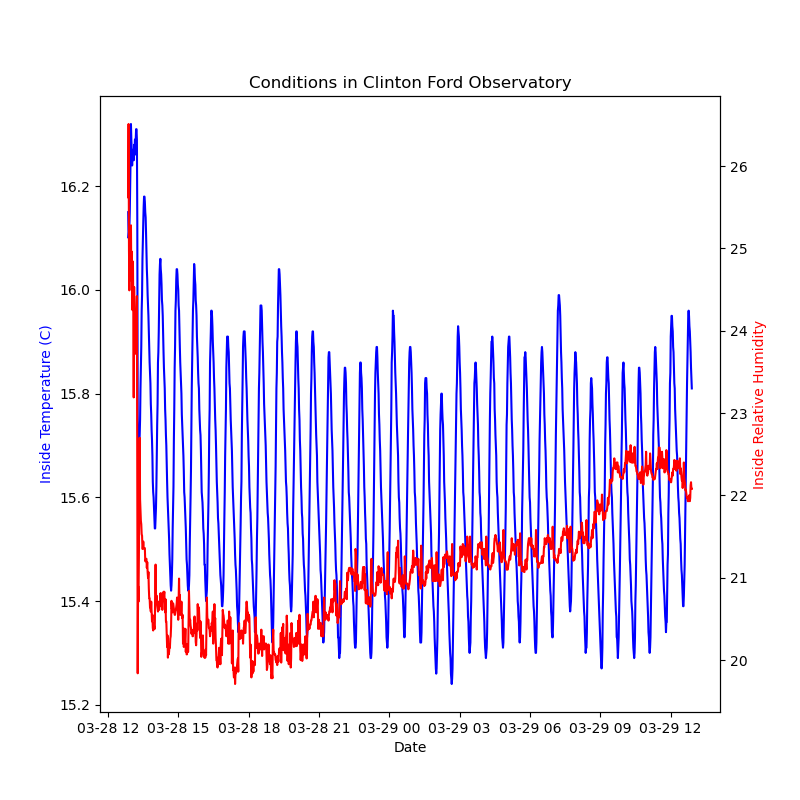 Conditions in Clinton Ford Observatory
Inside Temperature (C)
16.2
16.0
15.8
15.6
15.4
15.2
26
25
24
23
22
21
20
Inside Relative Humidity
03-28 12 03-28 15 03-28 18 03-28 21 03-29 00 03-29 03 03-29 06 03-29 09 03-29 12
Date